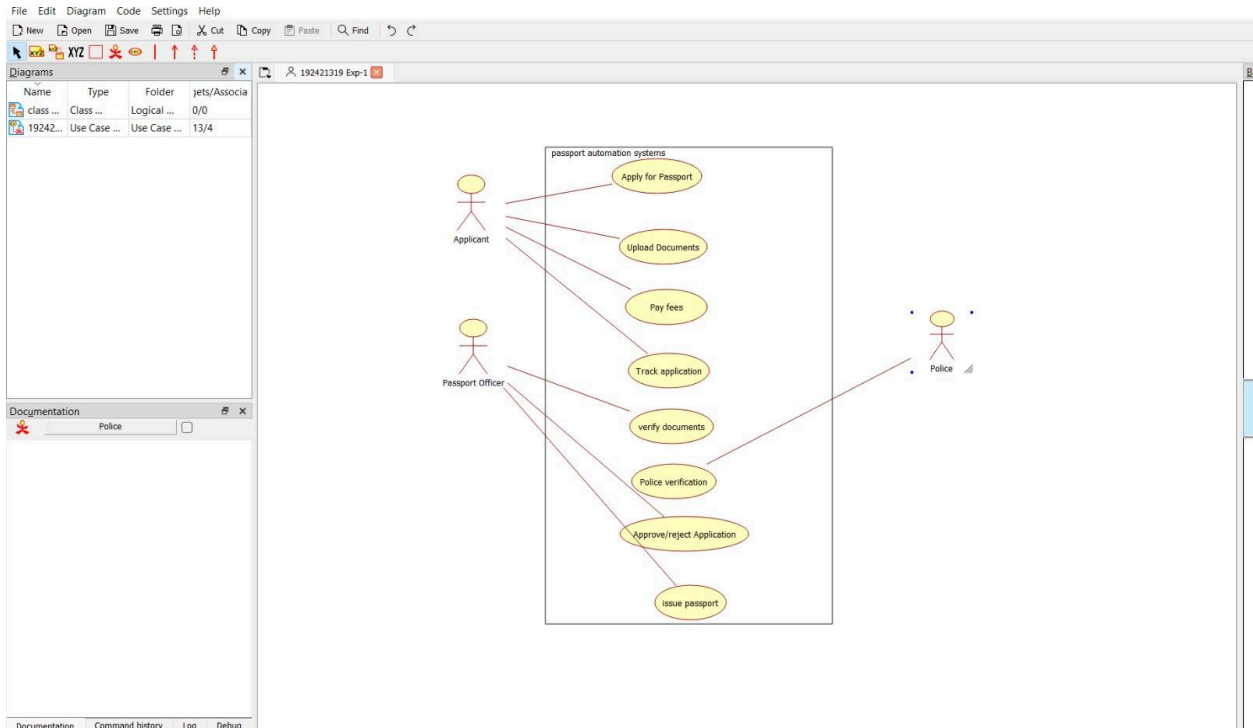 File Edit Diagram Code Settings Help
New Open Save Cut Copy Paste Find
XYZ XYZ
Diagrams
192421319 Exp-1
Name Type Folder jets/Associa
class ... Class ... Logical ... 0/0
19242... Use Case ... Use Case ... 13/4
passport automation systems
Apply for Passport
Applicant
Upload Documents
Pay fees
Police
Track application
Passport Officer
Documentation
Police
verify documents
Police verification
Approve/reject Application
issue passport
Documentation Command history Log Debug